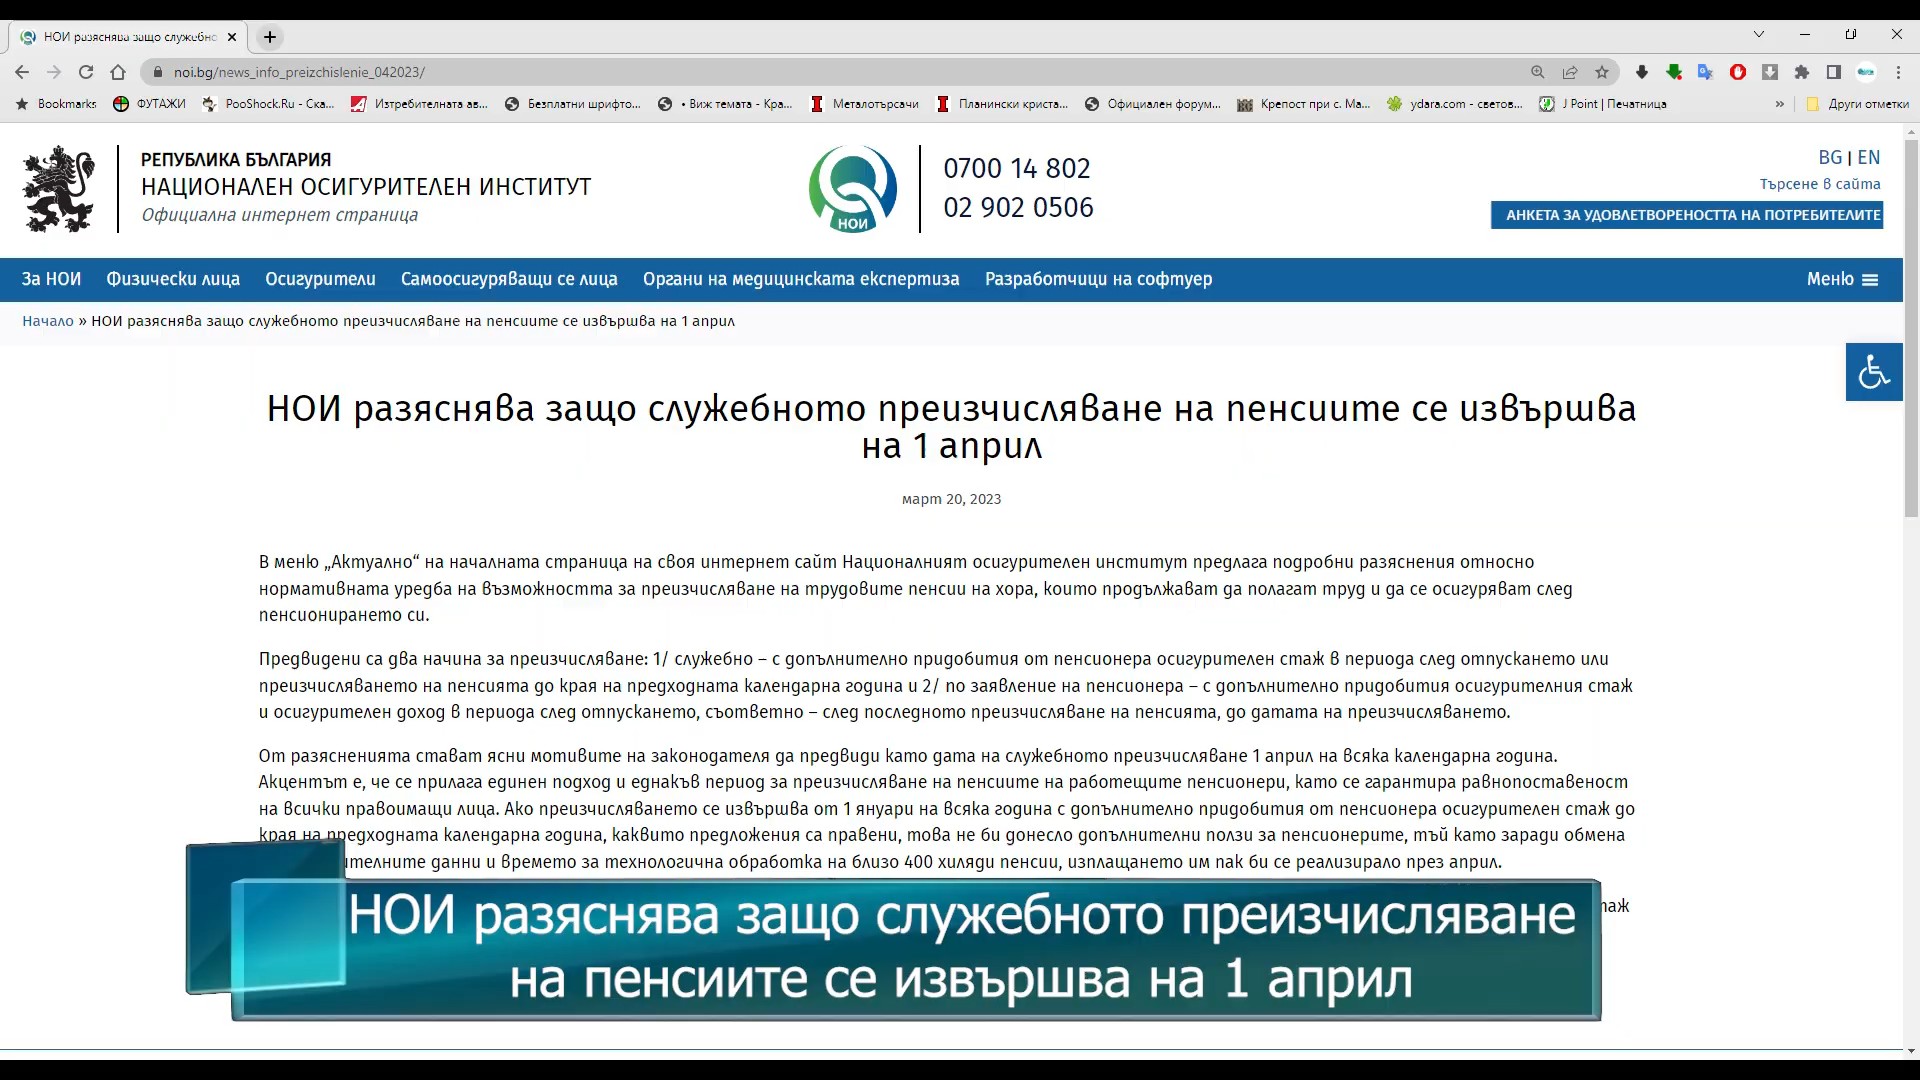 НОИ разяснява защо служебно
noi.bg/news_info_preizchislenie_042023/
Bookmarks
ФУТАЖИ
PooShock.Ru - Ска...
Изтребителната ав...
Безплатни шрифто...
• Виж темата - Кра...
Металотърсачи
Планински криста...
Официален форум...
Крепост при с. Ма...
ydara.com - светов...
J Point | Печатница
»
Други отметки
РЕПУБЛИКА БЪЛГАРИЯ
НАЦИОНАЛЕН ОСИГУРИТЕЛЕН ИНСТИТУТ
Официална интернет страница
НОИ
0700 14 802
02 902 0506
BG | EN
Търсене в сайта
АНКЕТА ЗА УДОВЛЕТВОРЕНОСТТА НА ПОТРЕБИТЕЛИТЕ
За НОИ Физически лица Осигурители Самоосигуряващи се лица Органи на медицинската експертиза Разработчици на софтуер Меню
Начало » НОИ разяснява защо служебното преизчисляване на пенсиите се извършва на 1 април
НОИ разяснява защо служебното преизчисляване на пенсиите се извършва
на 1 април
март 20, 2023
В меню „Актуално“ на началната страница на своя интернет сайт Националният осигурителен институт предлага подробни разяснения относно
нормативната уредба на възможността за преизчисляване на трудовите пенсии на хора, които продължават да полагат труд и да се осигуряват след
пенсионирането си.
Предвидени са два начина за преизчисляване: 1/ служебно – с допълнително придобития от пенсионера осигурителен стаж в периода след отпускането или
преизчисляването на пенсията до края на предходната календарна година и 2/ по заявление на пенсионера – с допълнително придобития осигурителния стаж
и осигурителен доход в периода след отпускането, съответно – след последното преизчисляване на пенсията, до датата на преизчисляването.
От разясненията стават ясни мотивите на законодателя да предвиди като дата на служебното преизчисляване 1 април на всяка календарна година.
Акцентът е, че се прилага единен подход и еднакъв период за преизчисляване на пенсиите на работещите пенсионери, като се гарантира равнопоставеност
на всички правоимащи лица. Ако преизчисляването се извършва от 1 януари на всяка година с допълнително придобития от пенсионера осигурителен стаж до
края на предходната календарна година, каквито предложения са правени, това не би донесло допълнителни ползи за пенсионерите, тъй като заради обмена
ителните данни и времето за технологична обработка на близо 400 хиляди пенсии, изплащането им пак би се реализирало през април.
таж
НОИ разяснява защо служебното преизчисляване
на пенсиите се извършва на 1 април